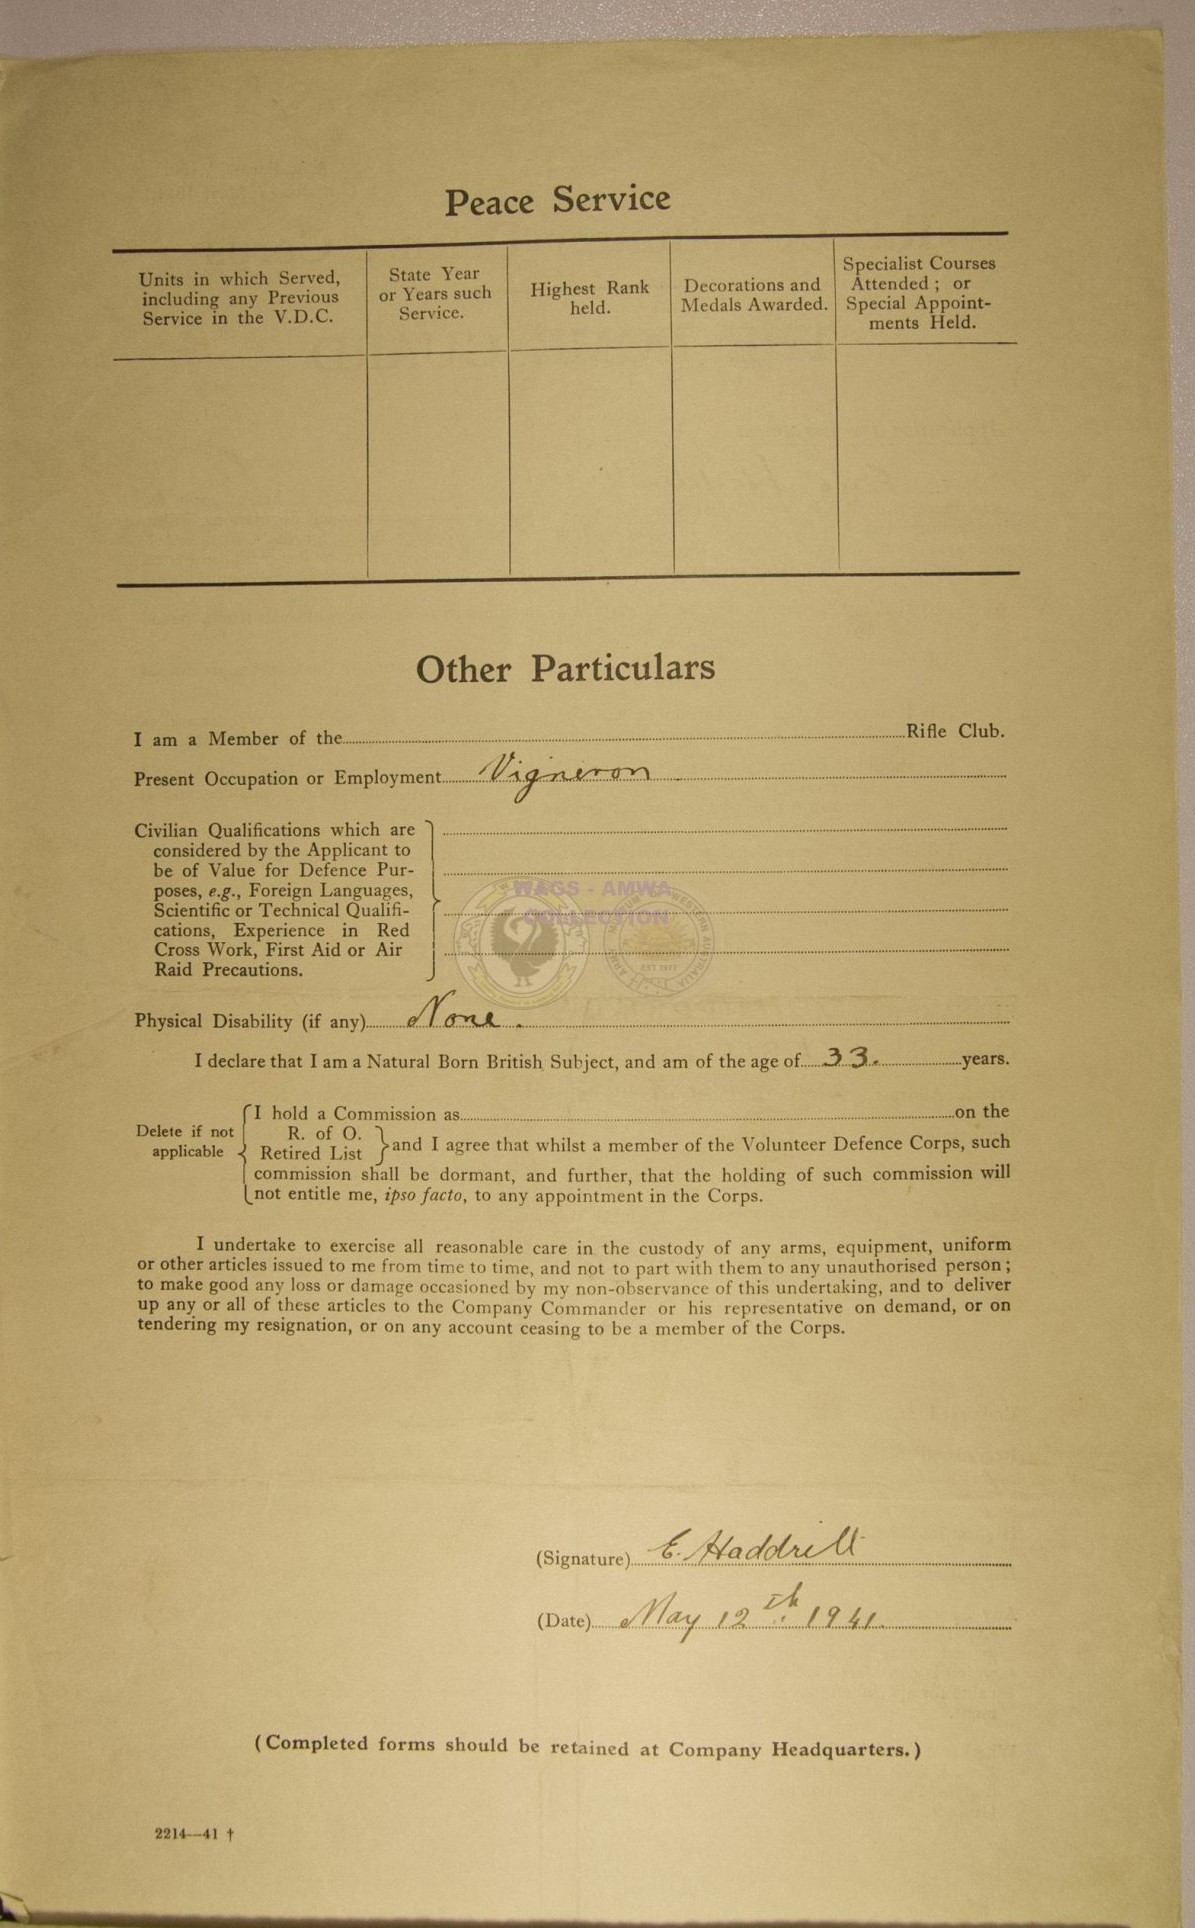 Peace Service
Units in which Served,
including any Previous
Service in the V.D.C.
State Year
or Years such
Service.
Highest Rank
held.
Decorations and
Medals Awarded.
Specialist Courses
Attended ; or
Special Appoint-
ments Held.
Other Particulars
I am a Member of the Rifle Club.
Present Occupation or Employment Vigneron
Civilian Qualifications which are
considered by the Applicant to
be of Value for Defence Pur-
poses, e.g., Foreign Languages,
Scientific or Technical Qualifi-
cations, Experience in Red
Cross Work, First Aid or Air
Raid Precautions.
WAGS - AMWA
COLLECTION
EST 1977
Physical Disability (if any) None .
I declare that I am a Natural Born British Subject, and am of the age of 33. years.
Delete if not
applicable
I hold a Commission as on the
R. of O.
Retired List
and I agree that whilst a member of the Volunteer Defence Corps, such
commission shall be dormant, and further, that the holding of such commission will
not entitle me, ipso facto, to any appointment in the Corps.
I undertake to exercise all reasonable care in the custody of any arms, equipment, uniform
or other articles issued to me from time to time, and not to part with them to any unauthorised person ;
to make good any loss or damage occasioned by my non-observance of this undertaking, and to deliver
up any or all of these articles to the Company Commander or his representative on demand, or on
tendering my resignation, or on any account ceasing to be a member of the Corps.
(Signature) E. Haddrill
(Date) May 12th 1941.
(Completed forms should be retained at Company Headquarters.)
2214—41 †